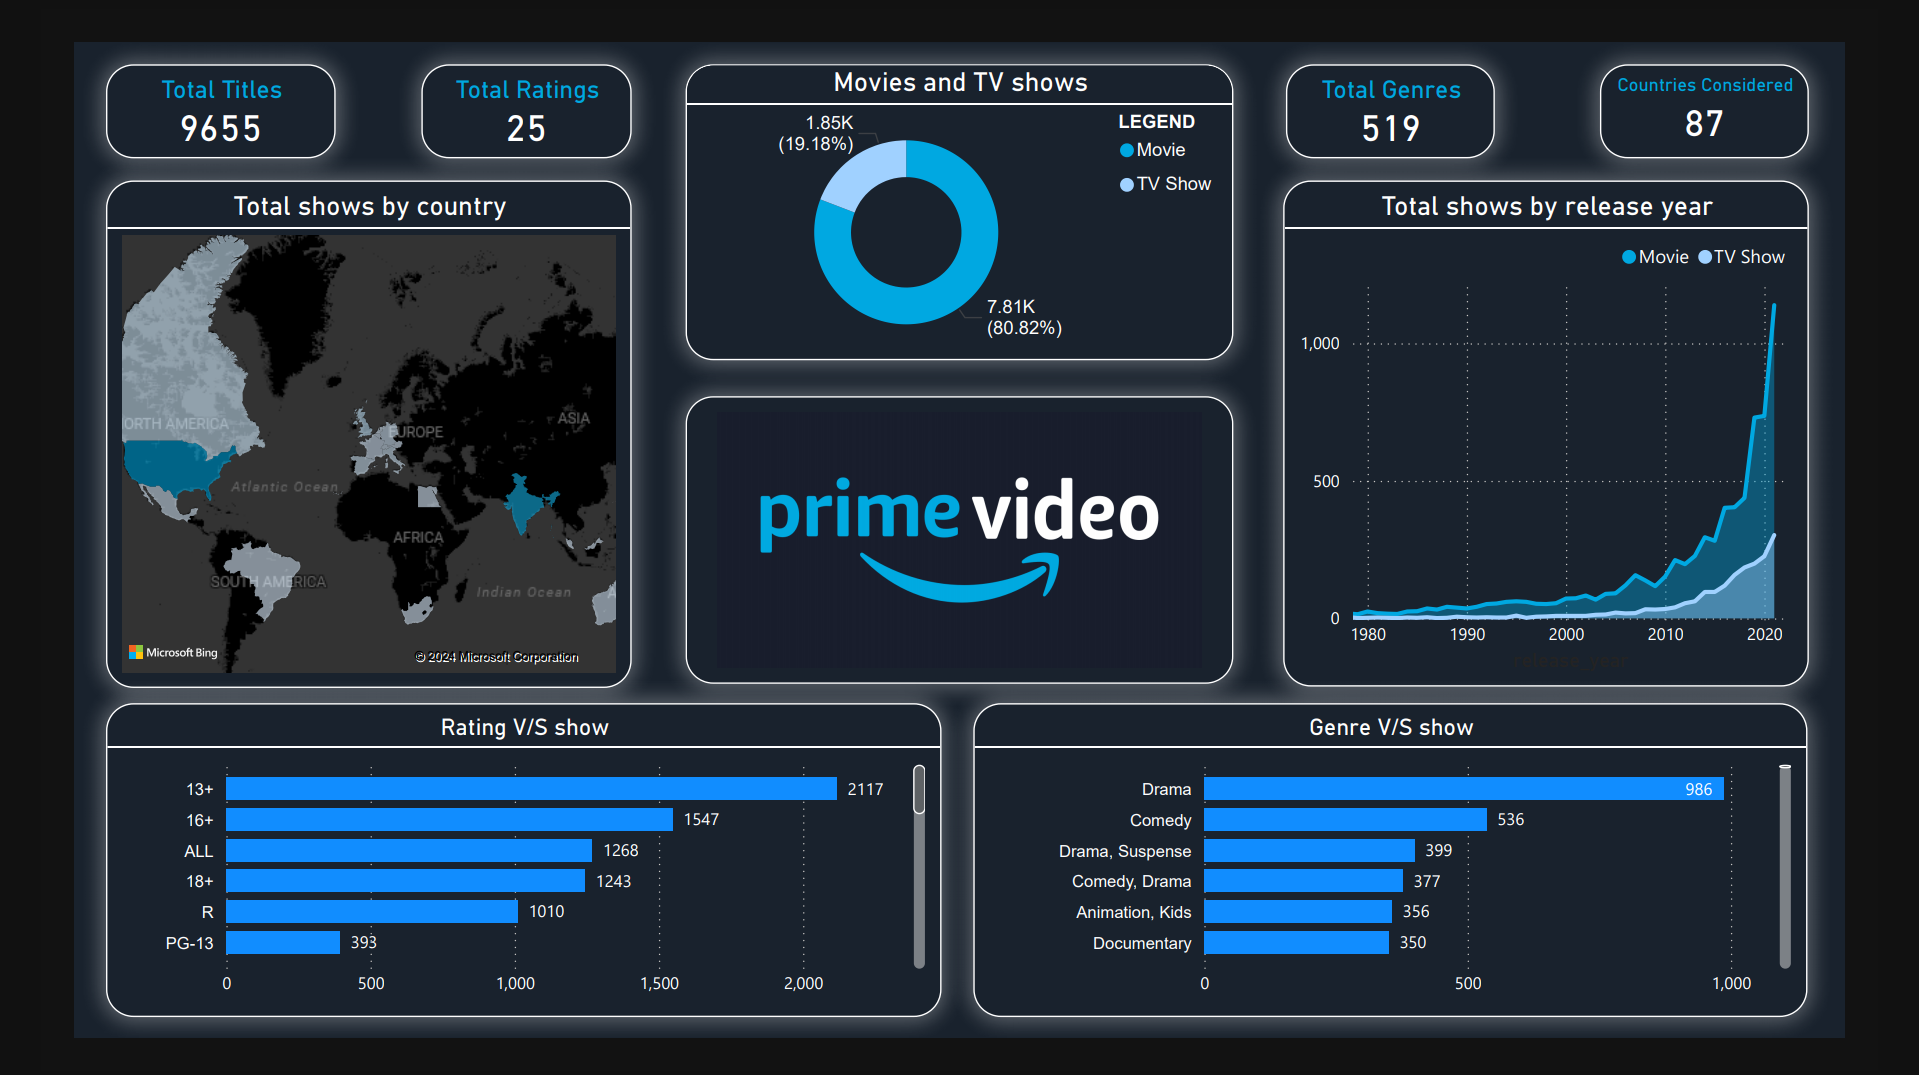 Total Titles
9655
Total Ratings
25
Movies and TV shows
1.85K
(19.18%)
7.81K
(80.82%)
LEGEND
Movie
TV Show
Total Genres
519
Countries Considered
87
Total shows by country
ORTH AMERICA
EUROPE
ASIA
Atlantic Ocean
AFRICA
SOUTH AMERICA
Indian Ocean
A
Microsoft Bing
© 2024 Microsoft Corporation
prime video
Total shows by release year
Movie TV Show
1,000
500
0
1980 1990 2000 2010 2020
release_year
Rating V/S show
13+ 2117
16+ 1547
ALL 1268
18+ 1243
R 1010
PG-13 393
0 500 1,000 1,500 2,000
Genre V/S show
Drama 986
Comedy 536
Drama, Suspense 399
Comedy, Drama 377
Animation, Kids 356
Documentary 350
0 500 1,000